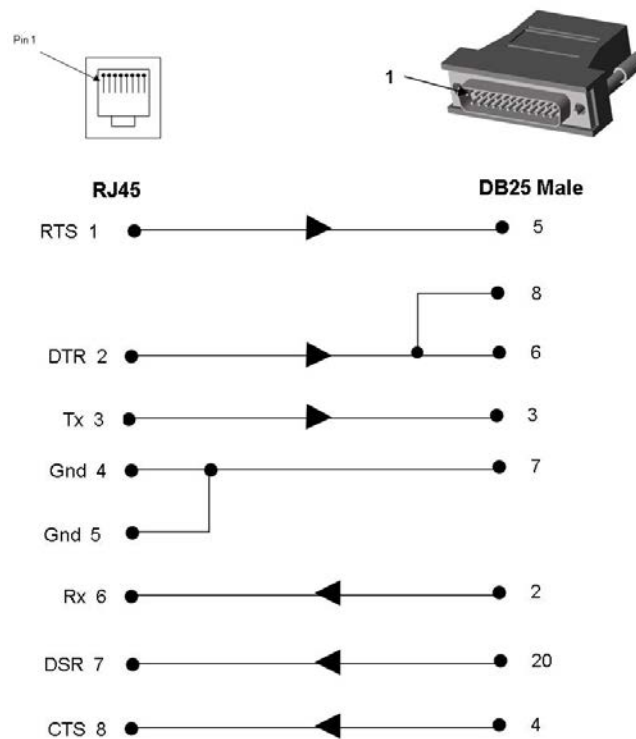 Pin 1
1
RJ45 DB25 Male
RTS 1 5
8
DTR 2 6
Tx 3 3
Gnd 4 7
Gnd 5
Rx 6 2
DSR 7 20
CTS 8 4